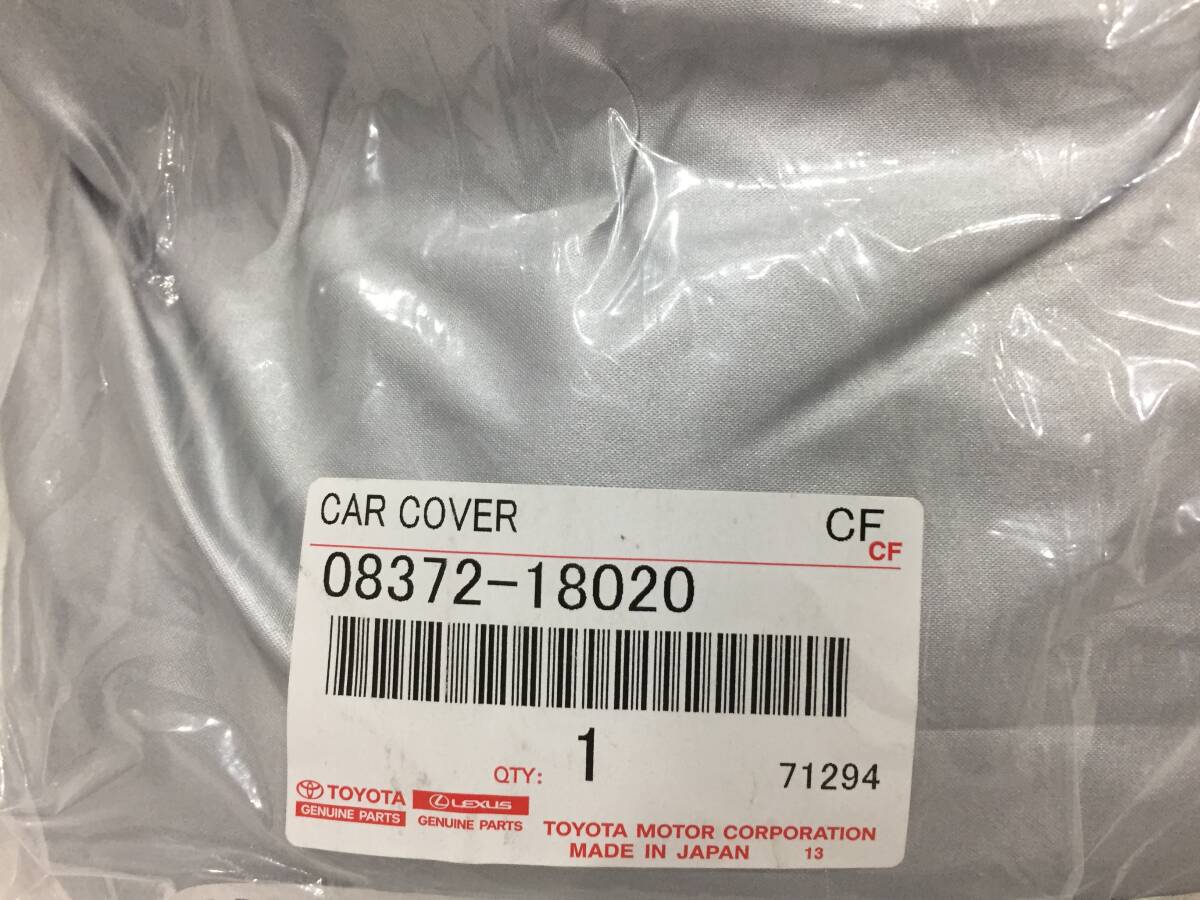 CAR COVER CF
CF
08372-18020
QTY: 1 71294
TOYOTA LEXUS
GENUINE PARTS GENUINE PARTS
TOYOTA MOTOR CORPORATION
MADE IN JAPAN 13